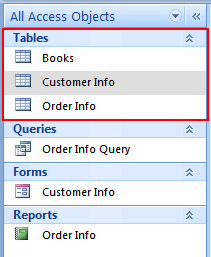 All Access Objects
Tables
Books
Customer Info
Order Info
Queries
Order Info Query
Forms
Customer Info
Reports
Order Info